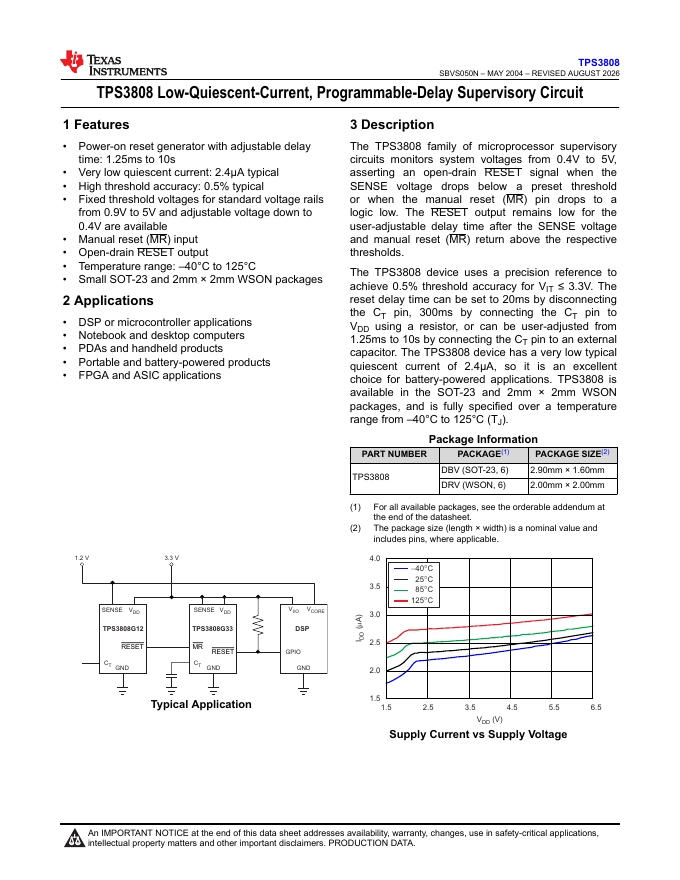 TEXAS
INSTRUMENTS
TPS3808
SBVS050N – MAY 2004 – REVISED AUGUST 2026
TPS3808 Low-Quiescent-Current, Programmable-Delay Supervisory Circuit
1 Features
• Power-on reset generator with adjustable delay
time: 1.25ms to 10s
• Very low quiescent current: 2.4μA typical
• High threshold accuracy: 0.5% typical
• Fixed threshold voltages for standard voltage rails
from 0.9V to 5V and adjustable voltage down to
0.4V are available
• Manual reset (MR) input
• Open-drain RESET output
• Temperature range: –40°C to 125°C
• Small SOT-23 and 2mm × 2mm WSON packages
2 Applications
• DSP or microcontroller applications
• Notebook and desktop computers
• PDAs and handheld products
• Portable and battery-powered products
• FPGA and ASIC applications
3 Description
The TPS3808 family of microprocessor supervisory
circuits monitors system voltages from 0.4V to 5V,
asserting an open-drain RESET signal when the
SENSE voltage drops below a preset threshold
or when the manual reset (MR) pin drops to a
logic low. The RESET output remains low for the
user-adjustable delay time after the SENSE voltage
and manual reset (MR) return above the respective
thresholds.
The TPS3808 device uses a precision reference to
achieve 0.5% threshold accuracy for VIT ≤ 3.3V. The
reset delay time can be set to 20ms by disconnecting
the CT pin, 300ms by connecting the CT pin to
VDD using a resistor, or can be user-adjusted from
1.25ms to 10s by connecting the CT pin to an external
capacitor. The TPS3808 device has a very low typical
quiescent current of 2.4μA, so it is an excellent
choice for battery-powered applications. TPS3808 is
available in the SOT-23 and 2mm × 2mm WSON
packages, and is fully specified over a temperature
range from –40°C to 125°C (TJ).
Package Information
PART NUMBER PACKAGE(1) PACKAGE SIZE(2)
TPS3808
DBV (SOT-23, 6) 2.90mm × 1.60mm
DRV (WSON, 6) 2.00mm × 2.00mm
(1) For all available packages, see the orderable addendum at
the end of the datasheet.
(2) The package size (length × width) is a nominal value and
includes pins, where applicable.
1.2 V 3.3 V
SENSE VDD SENSE VDD VI/O VCORE
TPS3808G12 TPS3808G33 DSP
RESET MR RESET GPIO
CT GND CT GND GND
Typical Application
4.0
3.5
3.0
2.5
2.0
1.5
IDD (μA)
–40°C
25°C
85°C
125°C
1.5 2.5 3.5 4.5 5.5 6.5
VDD (V)
Supply Current vs Supply Voltage
An IMPORTANT NOTICE at the end of this data sheet addresses availability, warranty, changes, use in safety-critical applications,
intellectual property matters and other important disclaimers. PRODUCTION DATA.